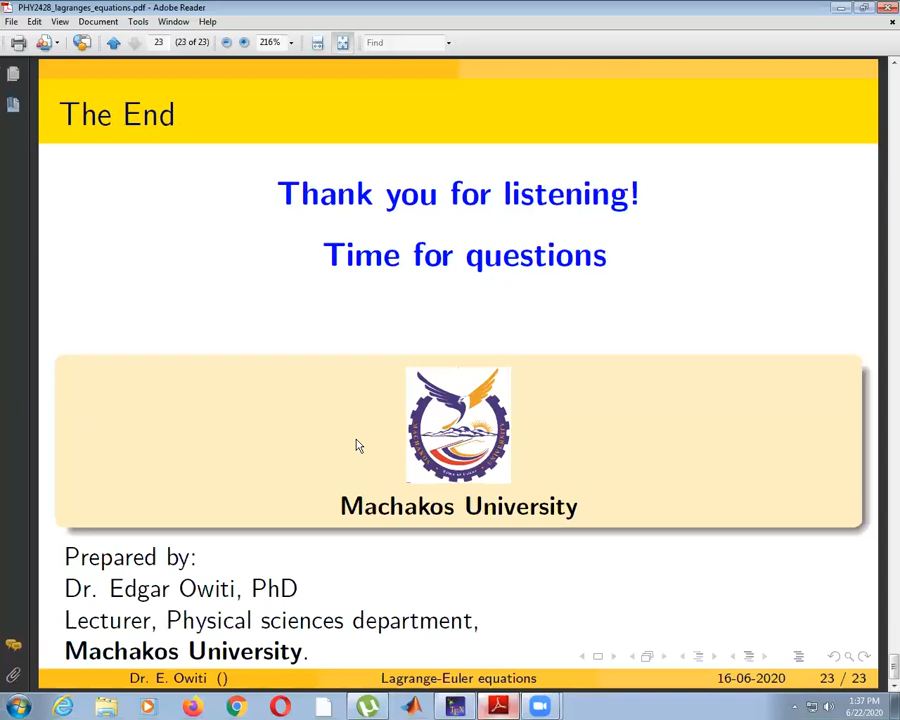 PHY2428_lagranges_equations.pdf - Adobe Reader
File Edit View Document Tools Window Help
23 (23 of 23) 216% Find
The End
Thank you for listening!
Time for questions
MACHAKOS UNIVERSITY
Machakos University
Prepared by:
Dr. Edgar Owiti, PhD
Lecturer, Physical sciences department,
Machakos University.
Dr. E. Owiti () Lagrange-Euler equations 16-06-2020 23 / 23
1:37 PM
6/22/2020